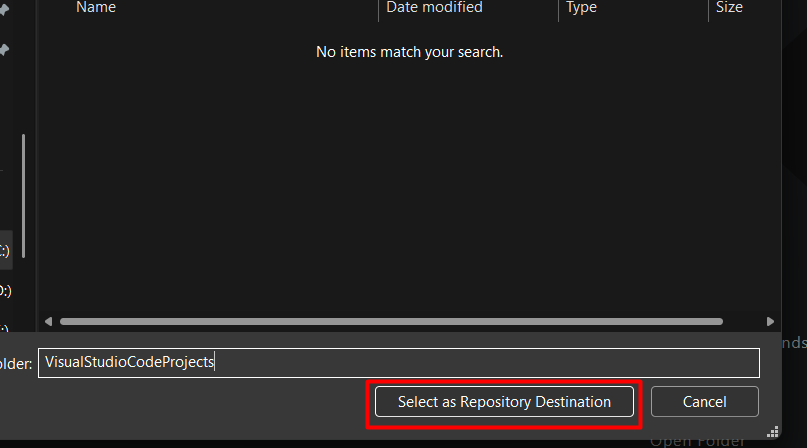 Name Date modified Type Size
No items match your search.
:)
:)
nds
older: VisualStudioCodeProjects
Select as Repository Destination Cancel
Open Folder